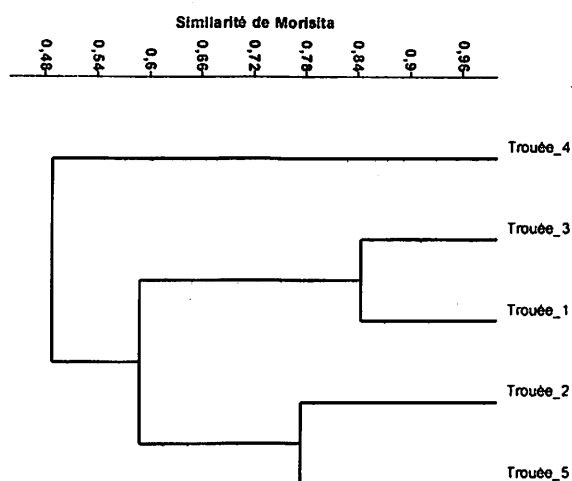 Similarité de Morisita
0,48 0,54 0,6 0,66 0,72 0,78 0,84 0,9 0,96
Trouée_4
Trouée_3
Trouée_1
Trouée_2
Trouée_5